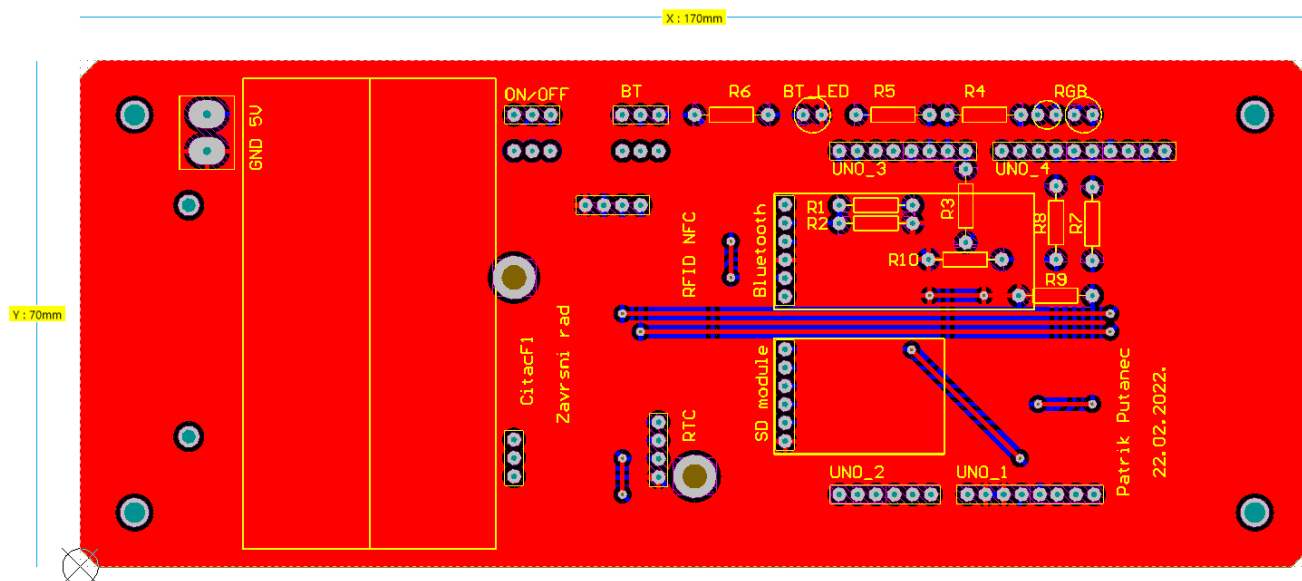 X : 170mm
ON/OFF
BT
R6
BT_LED
R5
R4
RGB
GND 5V
UNO_3
UNO_4
R1
R2
R3
R8
R7
RFID NFC
Bluetooth
R10
R9
Y : 70mm
CitacF1
Zavrsni rad
SD module
RTC
Patrik Putanec
22.02.2022.
UNO_2
UNO_1